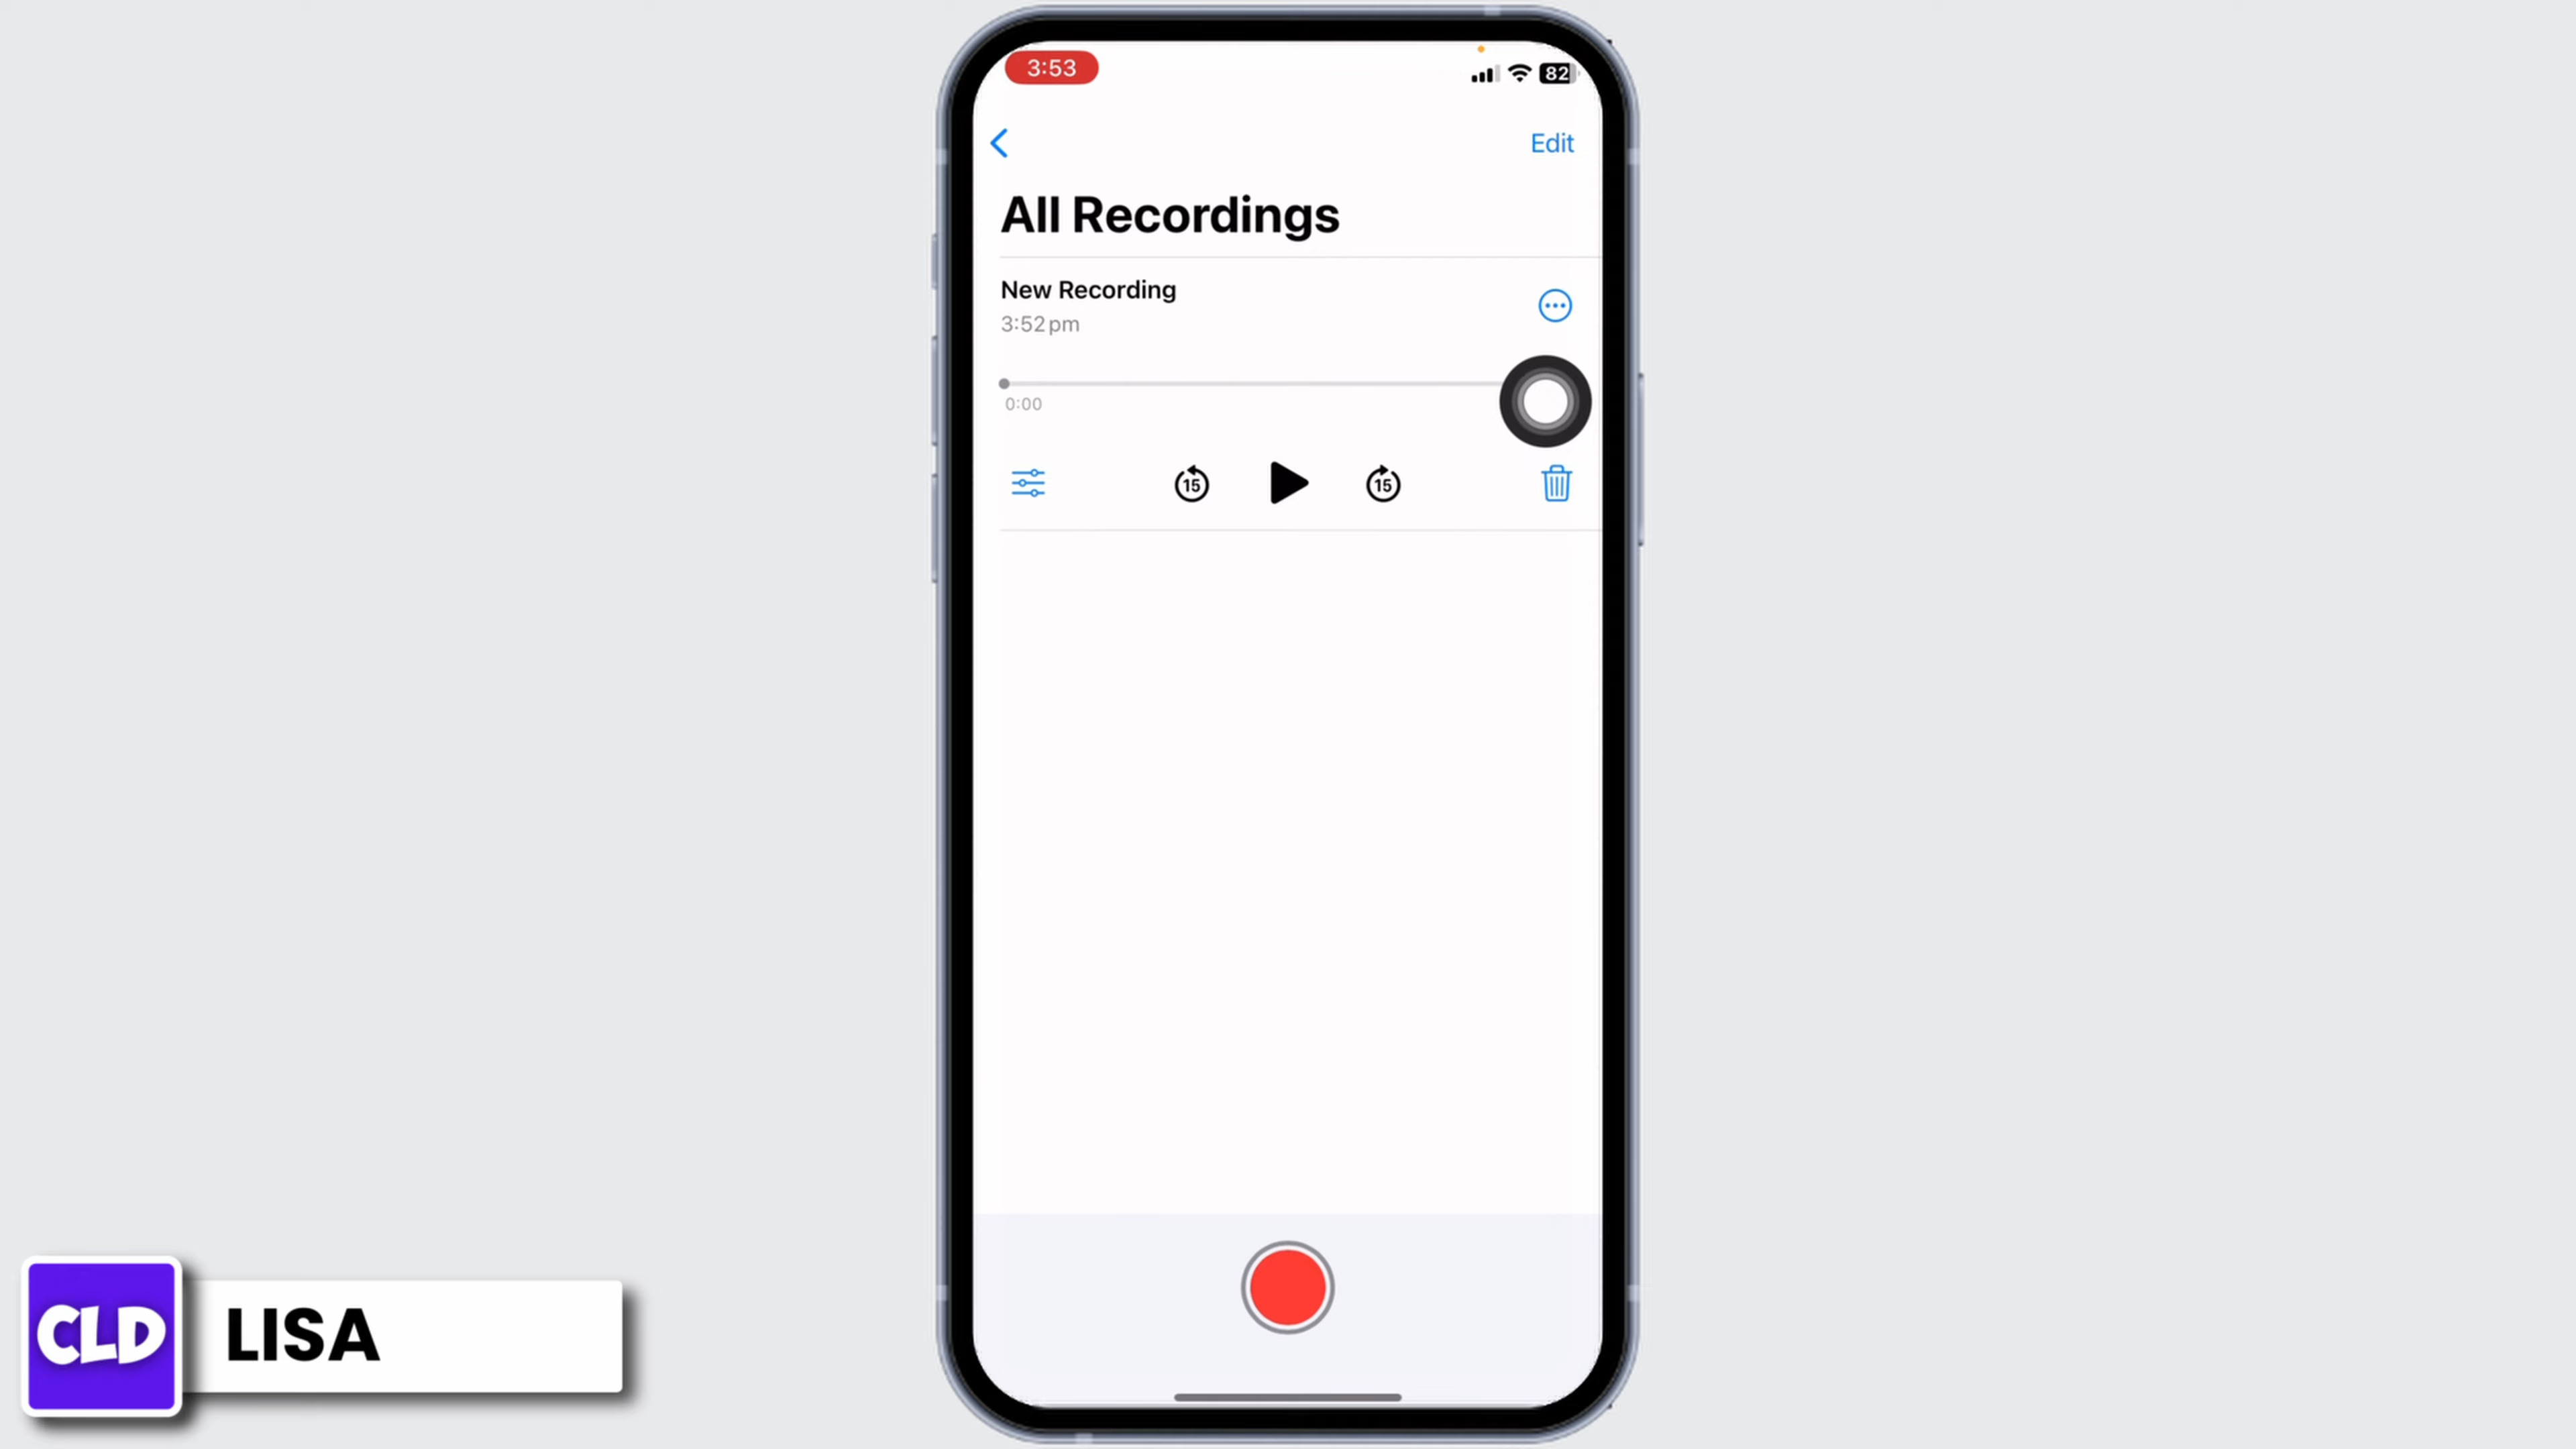 3:53
82
Edit
All Recordings
New Recording
3:52 pm
0:00
15
15
CLD
LISA